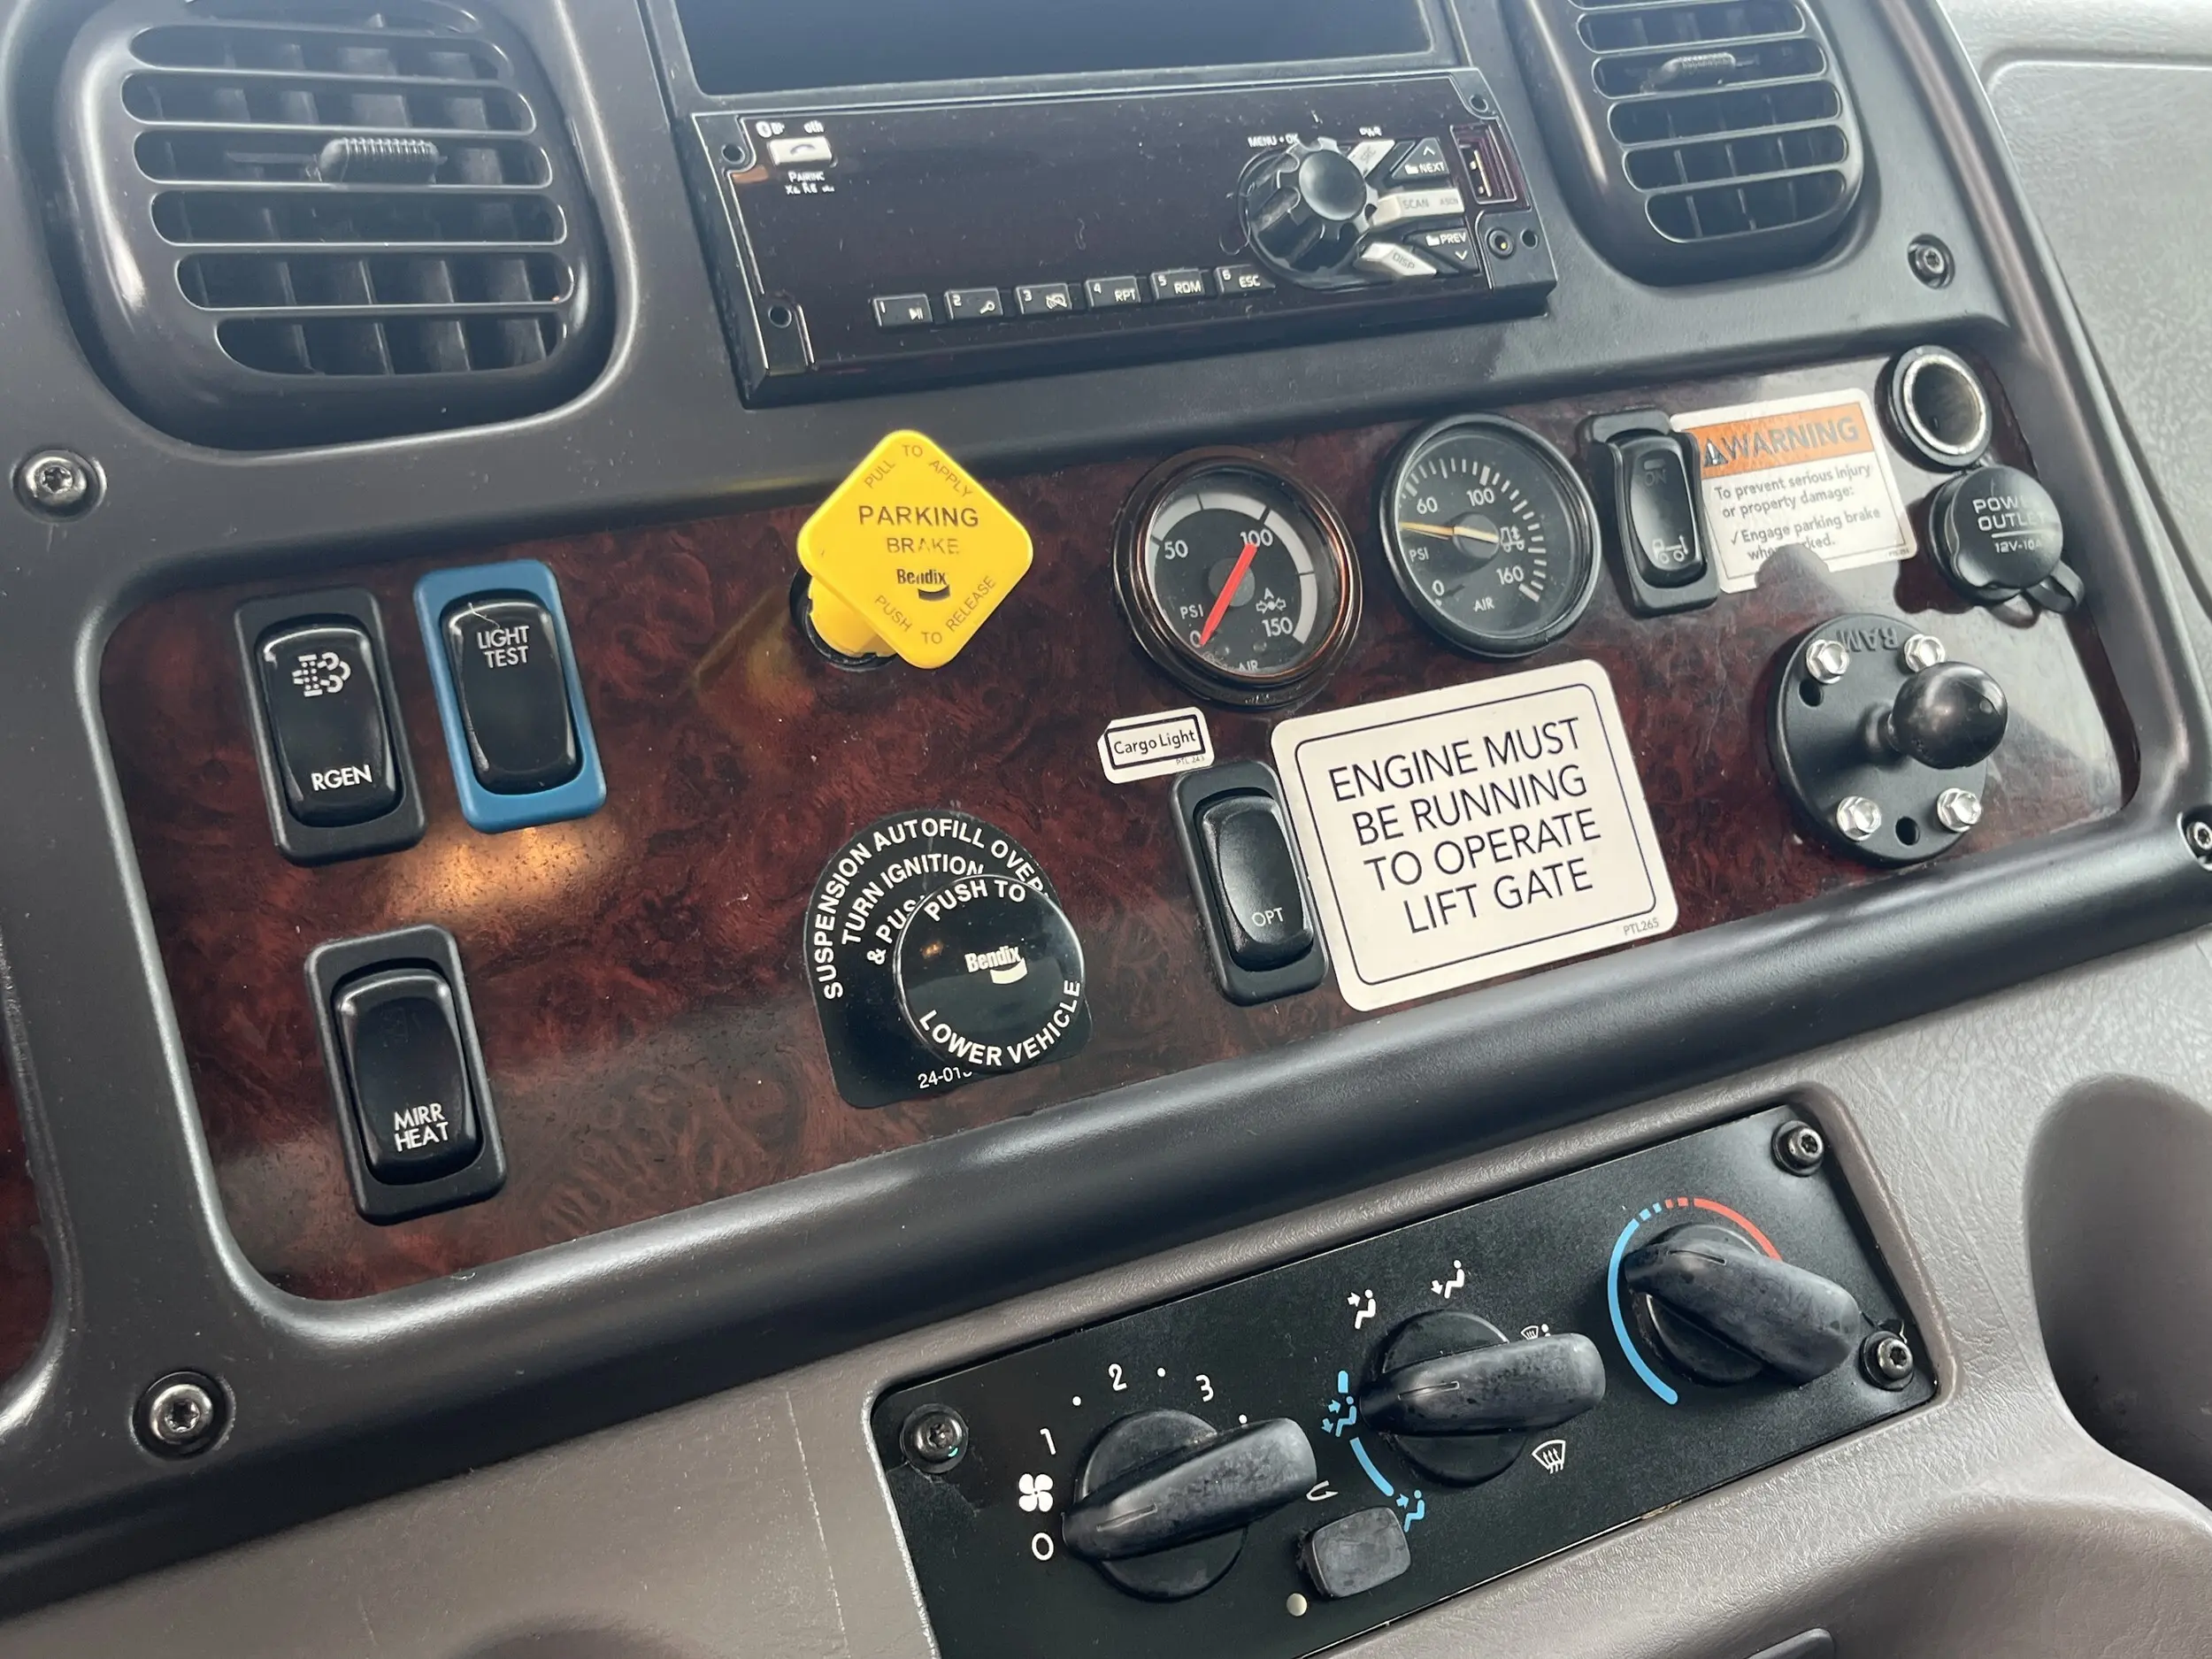 MENU • OK
NEXT
SCAN
PREV
DISP
1
2
3
4 RPT
5 RDM
6 ESC
PULL TO APPLY
PARKING
BRAKE
Bendix
PUSH TO RELEASE
50
100
150
PSI
0
AIR
60
100
160
PSI
0
AIR
ON
WARNING
To prevent serious injury
or property damage:
✓ Engage parking brake
OUTLET
12V-10A
RAM
LIGHT
TEST
RGEN
Cargo Light
PTL 243
ENGINE MUST
BE RUNNING
TO OPERATE
LIFT GATE
PTL265
OPT
SUSPENSION AUTOFILL
TURN IGNITION
&
PUSH TO
Bendix
LOWER VEHICLE
MIRR
HEAT
1
2
3
0